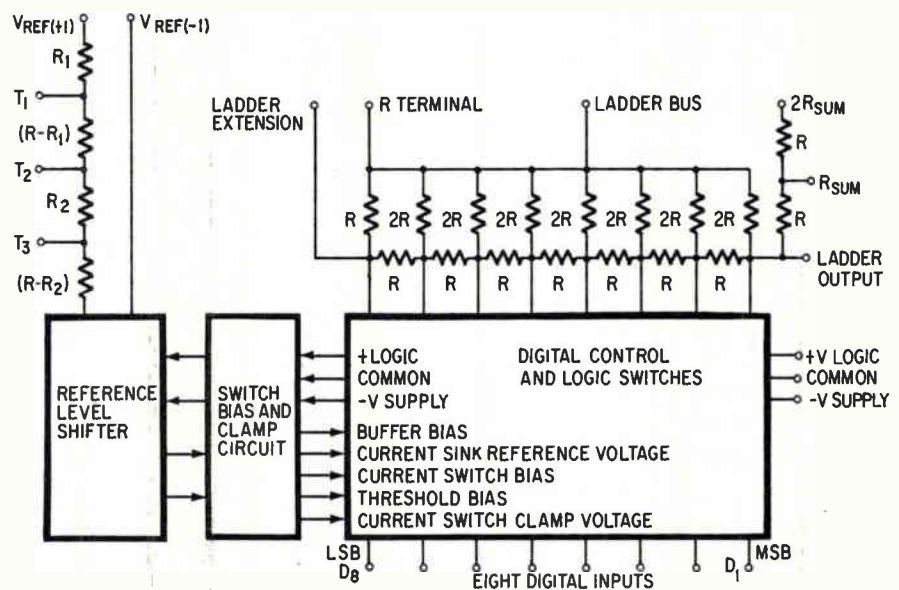 VREF(+1)
VREF(-1)
R1
T1
(R-R1)
T2
R2
T3
(R-R2)
LADDER
EXTENSION
R TERMINAL
LADDER BUS
2RSUM
R
RSUM
R
R 2R 2R 2R 2R 2R 2R 2R
LADDER
OUTPUT
R R R R R R R
REFERENCE
LEVEL
SHIFTER
SWITCH
BIAS AND
CLAMP
CIRCUIT
+LOGIC
COMMON
-V SUPPLY
BUFFER BIAS
CURRENT SINK REFERENCE VOLTAGE
CURRENT SWITCH BIAS
THRESHOLD BIAS
CURRENT SWITCH CLAMP VOLTAGE
DIGITAL CONTROL
AND LOGIC SWITCHES
+V LOGIC
COMMON
-V SUPPLY
LSB
D8
EIGHT DIGITAL INPUTS
MSB
D1